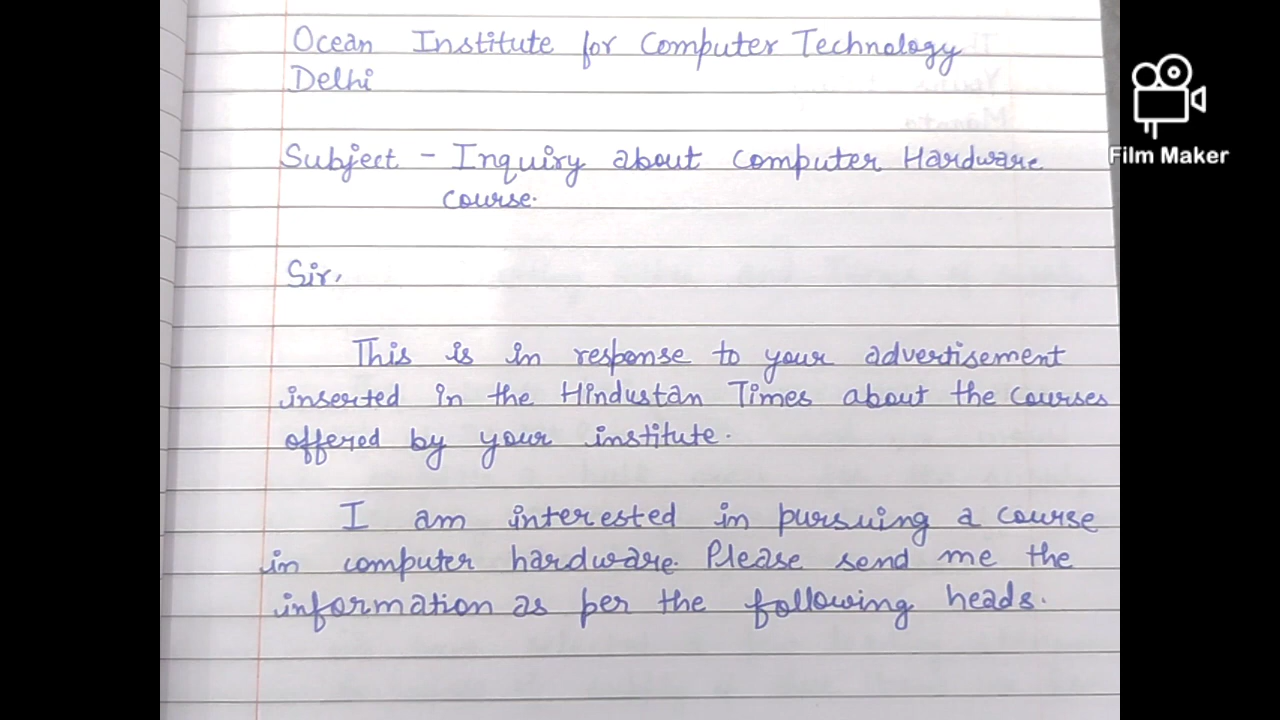 Ocean Institute for Computer Technology
Delhi
Subject - Inquiry about Computer Hardware
course.
Sir,
This is in response to your advertisement
inserted in the Hindustan Times about the courses
offered by your institute.
I am interested in pursuing a course
in computer hardware. Please send me the
information as per the following heads.
Film Maker